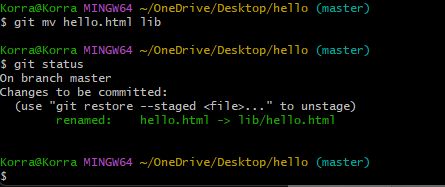 Korra@Korra MINGW64 ~/OneDrive/Desktop/hello (master)
$ git mv hello.html lib
Korra@Korra MINGW64 ~/OneDrive/Desktop/hello (master)
$ git status
On branch master
Changes to be committed:
  (use "git restore --staged <file>..." to unstage)
        renamed:    hello.html -> lib/hello.html
Korra@Korra MINGW64 ~/OneDrive/Desktop/hello (master)
$